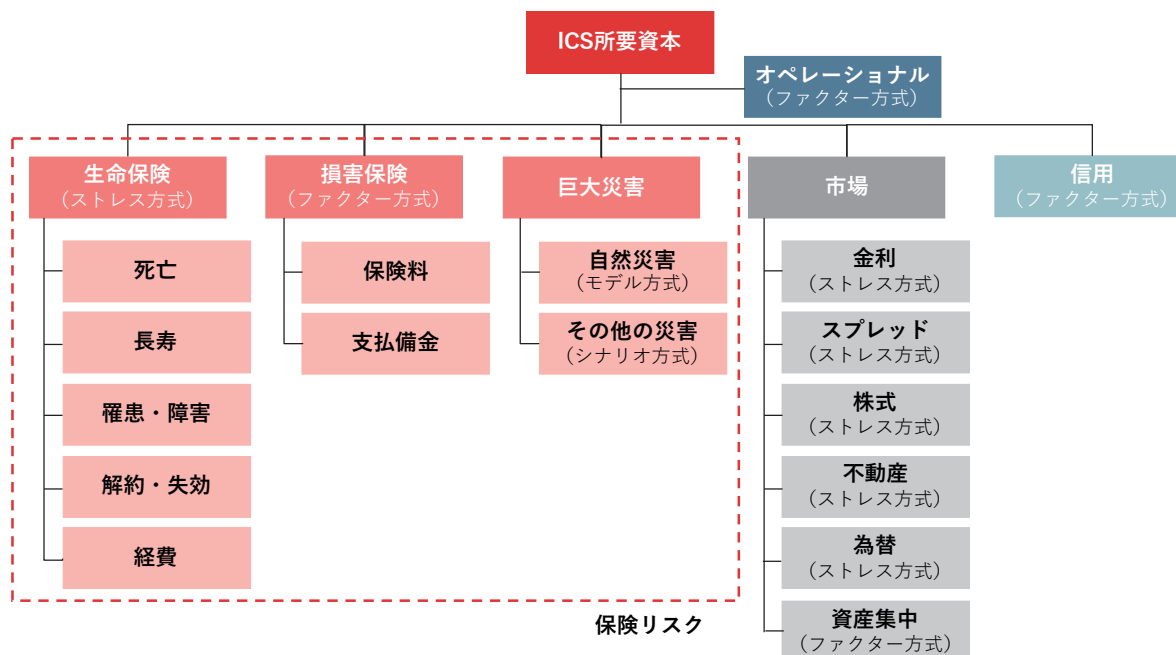 ICS所要資本
オペレーショナル
（ファクター方式）
生命保険
（ストレス方式）
損害保険
（ファクター方式）
巨大災害
市場
信用
（ファクター方式）
死亡
長寿
罹患・障害
解約・失効
経費
保険料
支払備金
自然災害
（モデル方式）
その他の災害
（シナリオ方式）
金利
（ストレス方式）
スプレッド
（ストレス方式）
株式
（ストレス方式）
不動産
（ストレス方式）
為替
（ストレス方式）
資産集中
（ファクター方式）
保険リスク